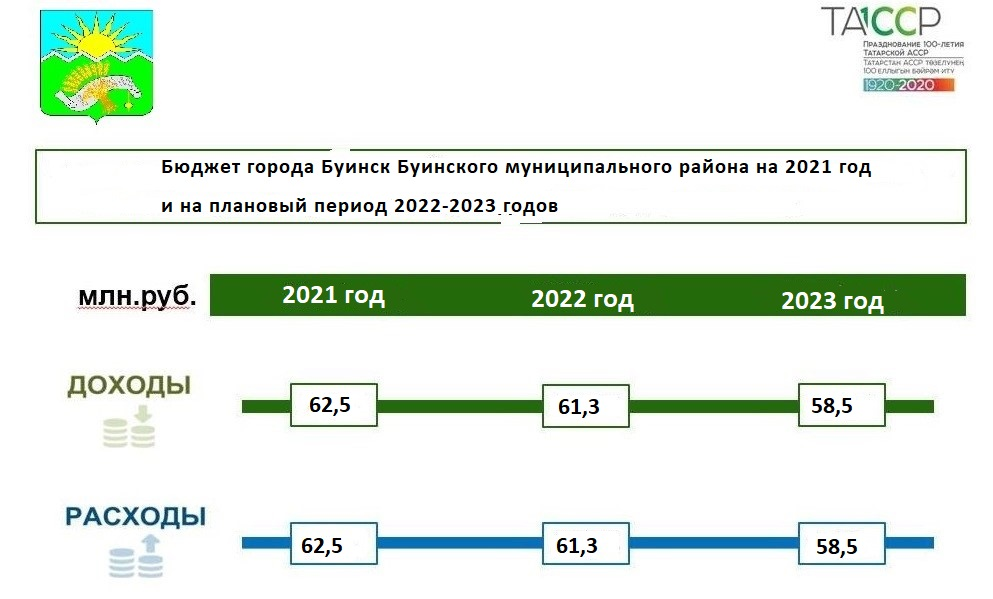 ТАССР
Празднование 100-летия
Татарской АССР
Татарстан АССР төзелүнең
100 еллыгын бәйрәм итү
1920-2020
Бюджет города Буинск Буинского муниципального района на 2021 год
и на плановый период 2022-2023 годов
млн.руб. 2021 год 2022 год 2023 год
ДОХОДЫ
62,5 61,3 58,5
РАСХОДЫ
62,5 61,3 58,5